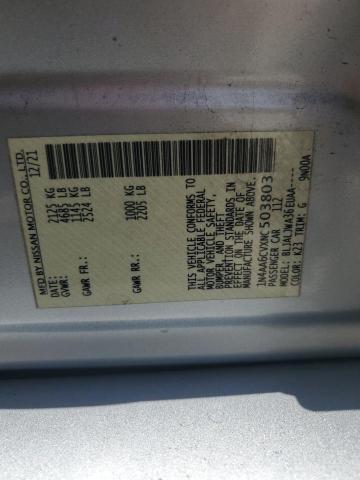 MFD BY NISSAN MOTOR CO., LTD.
DATE: 12/21
GVWR: 2125 KG
4685 LB
GAWR FR: 1145 KG
2524 LB
GAWR RR: 1000 KG
2205 LB
THIS VEHICLE CONFORMS TO
ALL APPLICABLE FEDERAL
MOTOR VEHICLE SAFETY,
BUMPER, AND THEFT
PREVENTION STANDARDS IN
EFFECT ON THE DATE OF
MANUFACTURE SHOWN ABOVE.
1N4AA6CVXNC503803
PASSENGER CAR 112
MODEL: BL1ALJWA36EUAA----
COLOR: K23 TRIM: G 9N00A